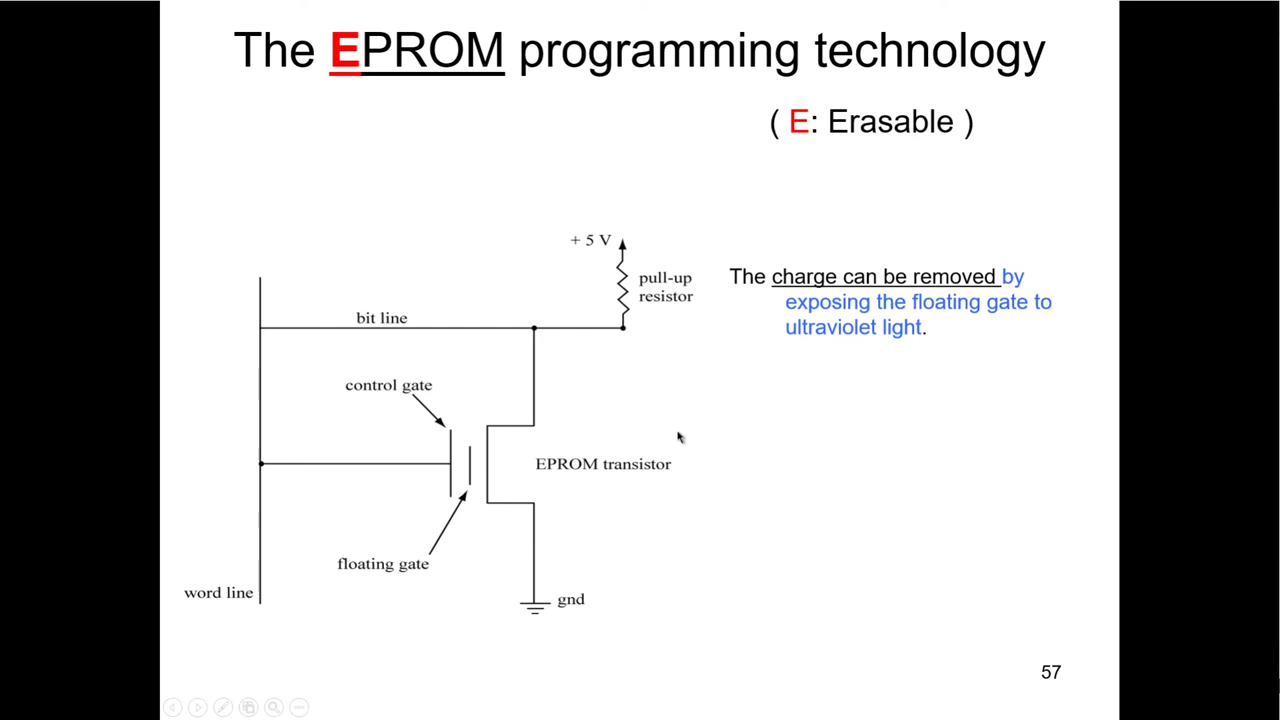 The EPROM programming technology
( E: Erasable )
+ 5 V
pull-up
resistor
The charge can be removed by
exposing the floating gate to
ultraviolet light.
bit line
control gate
EPROM transistor
floating gate
word line
gnd
57